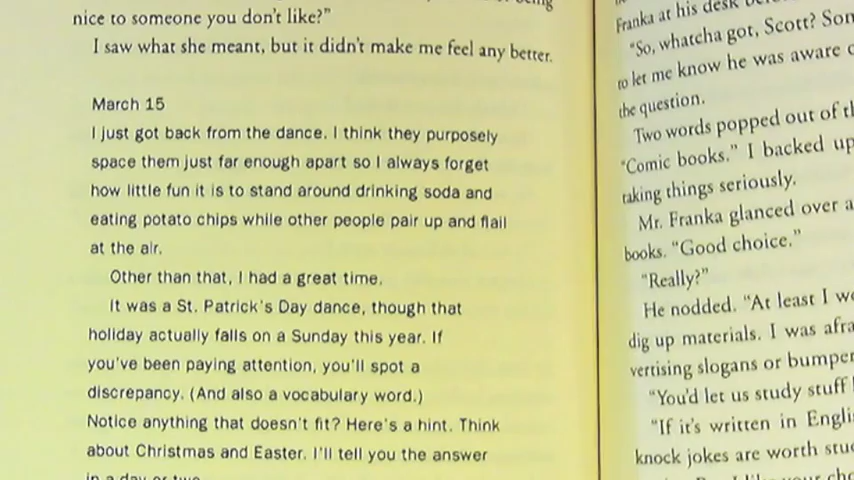 nice to someone you don't like?"
I saw what she meant, but it didn't make me feel any better.
March 15
I just got back from the dance. I think they purposely
space them just far enough apart so I always forget
how little fun it is to stand around drinking soda and
eating potato chips while other people pair up and flail
at the air.
Other than that, I had a great time.
It was a St. Patrick's Day dance, though that
holiday actually falls on a Sunday this year. If
you've been paying attention, you'll spot a
discrepancy. (And also a vocabulary word.)
Notice anything that doesn't fit? Here's a hint. Think
about Christmas and Easter. I'll tell you the answer
in a day or two
Franka at his desk
"So, whatcha got, Scott?
to let me know he was aware
the question.
Two words popped out of
"Comic books." I backed up
taking things seriously.
Mr. Franka glanced over a
books. "Good choice."
"Really?"
He nodded. "At least I
dig up materials. I was
vertising slogans or bumper
"You'd let us study stuff
"If it's written in
knock jokes are worth